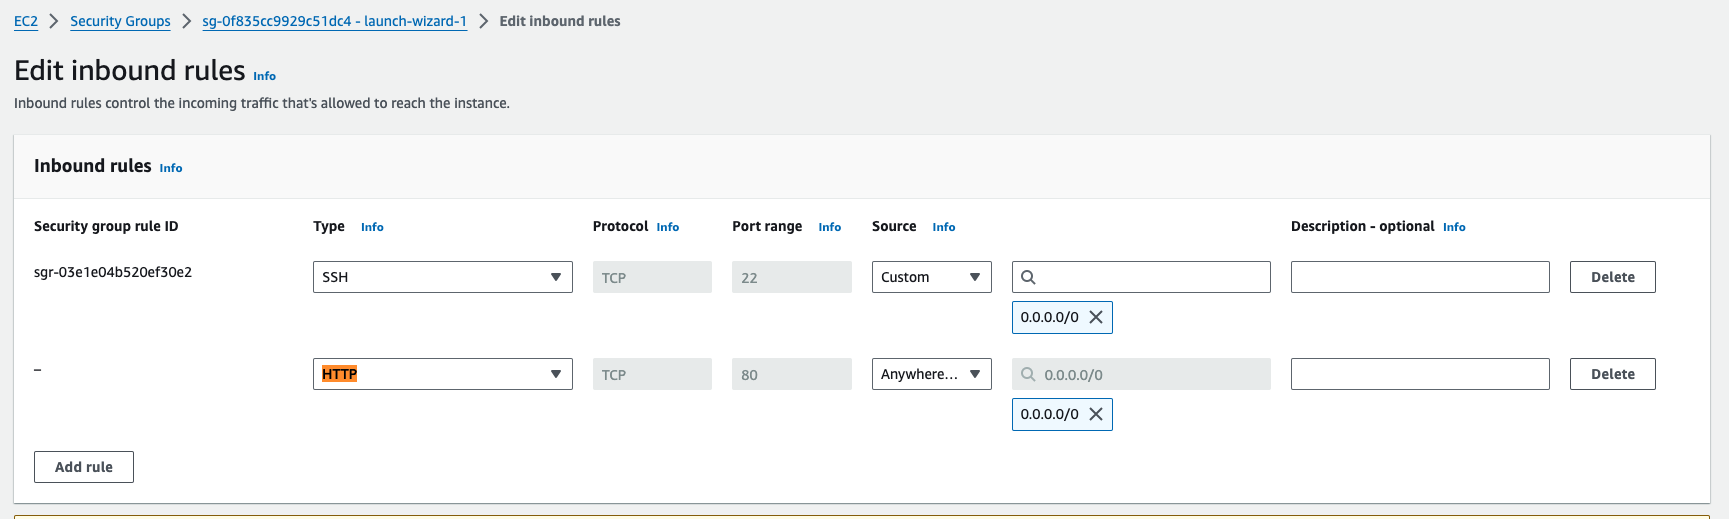 EC2 > Security Groups > sg-0f835cc9929c51dc4 - launch-wizard-1 > Edit inbound rules
Edit inbound rules Info
Inbound rules control the incoming traffic that's allowed to reach the instance.
Inbound rules Info
Security group rule ID Type Info Protocol Info Port range Info Source Info Description - optional Info
sgr-03e1e04b520ef30e2 SSH TCP 22 Custom Delete
0.0.0.0/0
– HTTP TCP 80 Anywhere... 0.0.0.0/0 Delete
0.0.0.0/0
Add rule